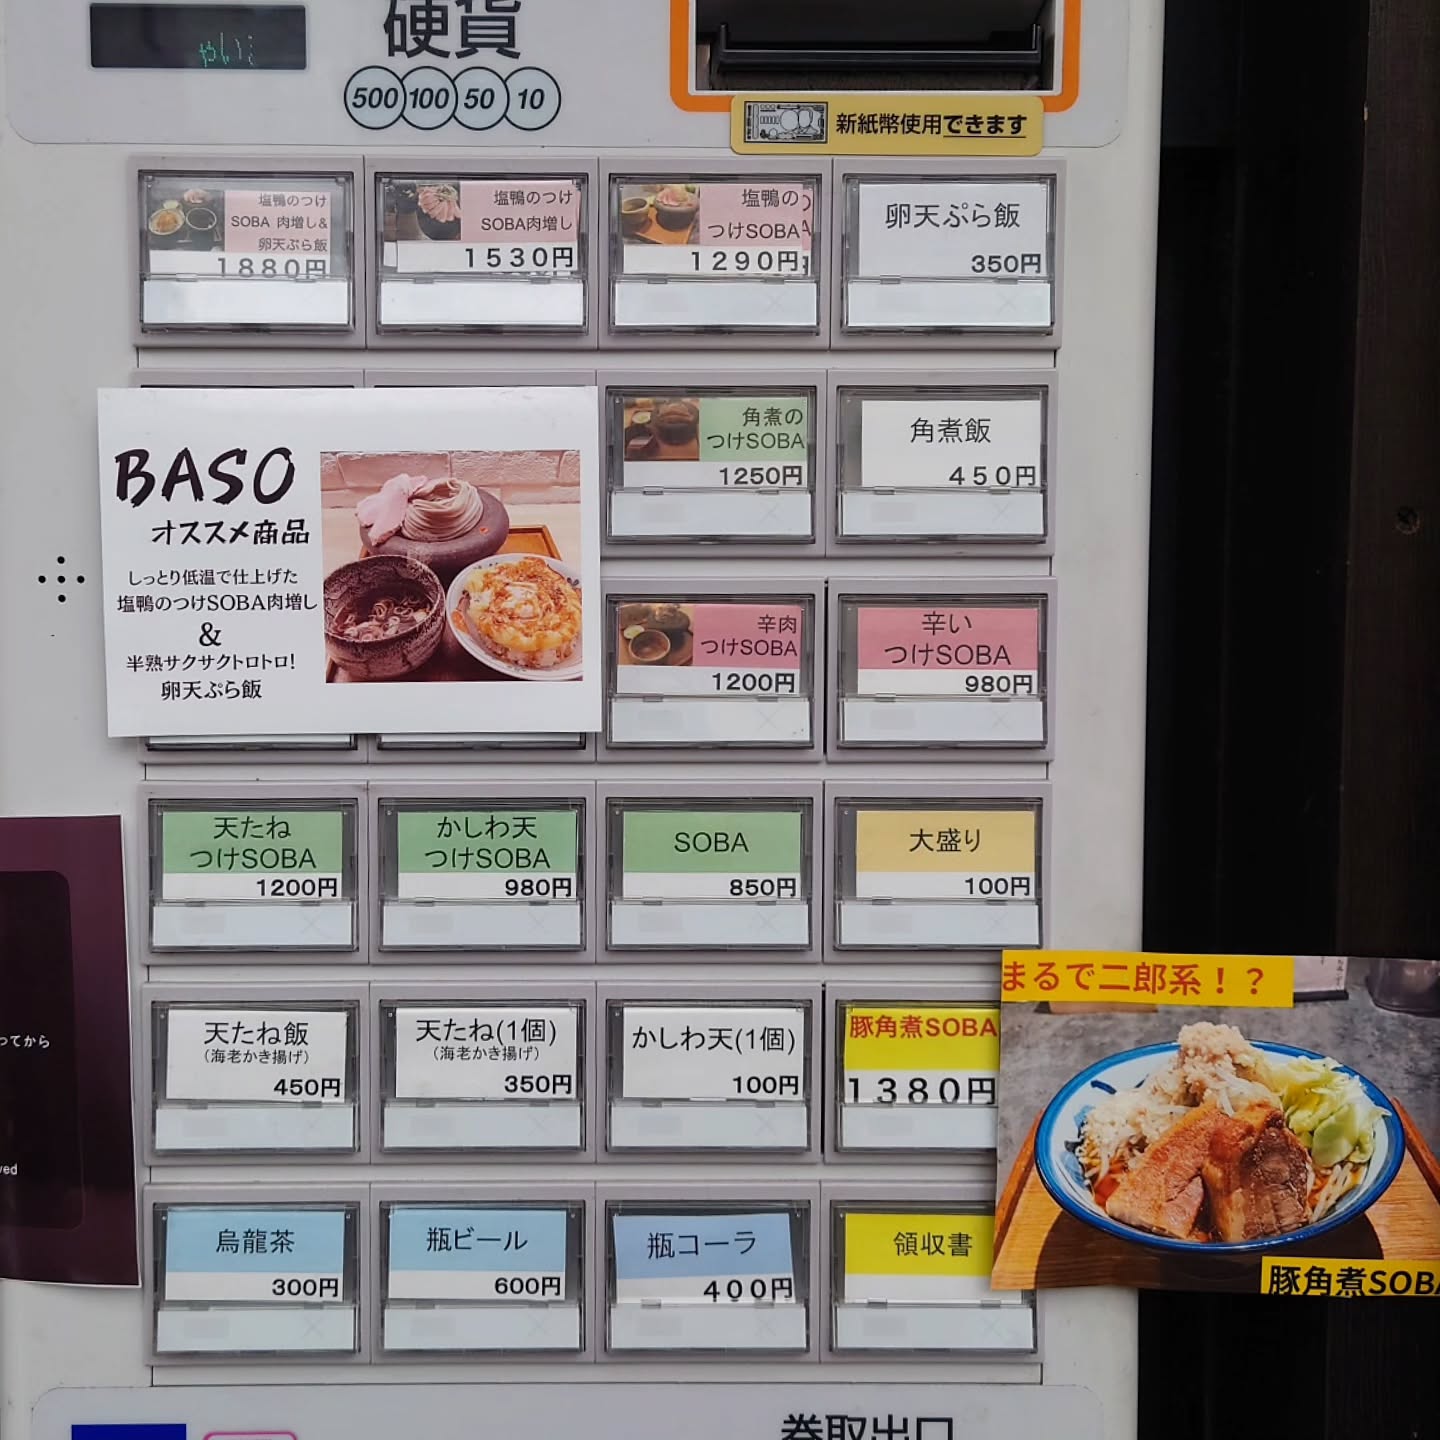 硬貨
500 100 50 10
新紙幣使用できます
塩鴨のつけ
SOBA 肉増し&
卵天ぷら飯
1880円
塩鴨のつけ
SOBA肉増し
1530円
塩鴨の
つけSOBA
1290円
卵天ぷら飯
350円
BASO
オススメ商品
しっとり低温で仕上げた
塩鴨のつけSOBA肉増し
&
半熟サクサクトロトロ!
卵天ぷら飯
角煮の
つけSOBA
1250円
角煮飯
450円
辛肉
つけSOBA
1200円
辛い
つけSOBA
980円
天たね
つけSOBA
1200円
かしわ天
つけSOBA
980円
SOBA
850円
大盛り
100円
天たね飯
(海老かき揚げ)
450円
天たね(1個)
(海老かき揚げ)
350円
かしわ天(1個)
100円
豚角煮SOBA
1380円
まるで二郎系!?
豚角煮SOBA
ってから
ved
烏龍茶
300円
瓶ビール
600円
瓶コーラ
400円
領収書
券取出口